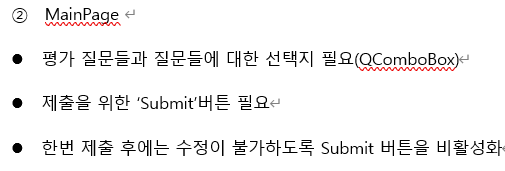 ② MainPage
● 평가 질문들과 질문들에 대한 선택지 필요(QComboBox)
● 제출을 위한 ‘Submit’버튼 필요
● 한번 제출 후에는 수정이 불가하도록 Submit 버튼을 비활성화